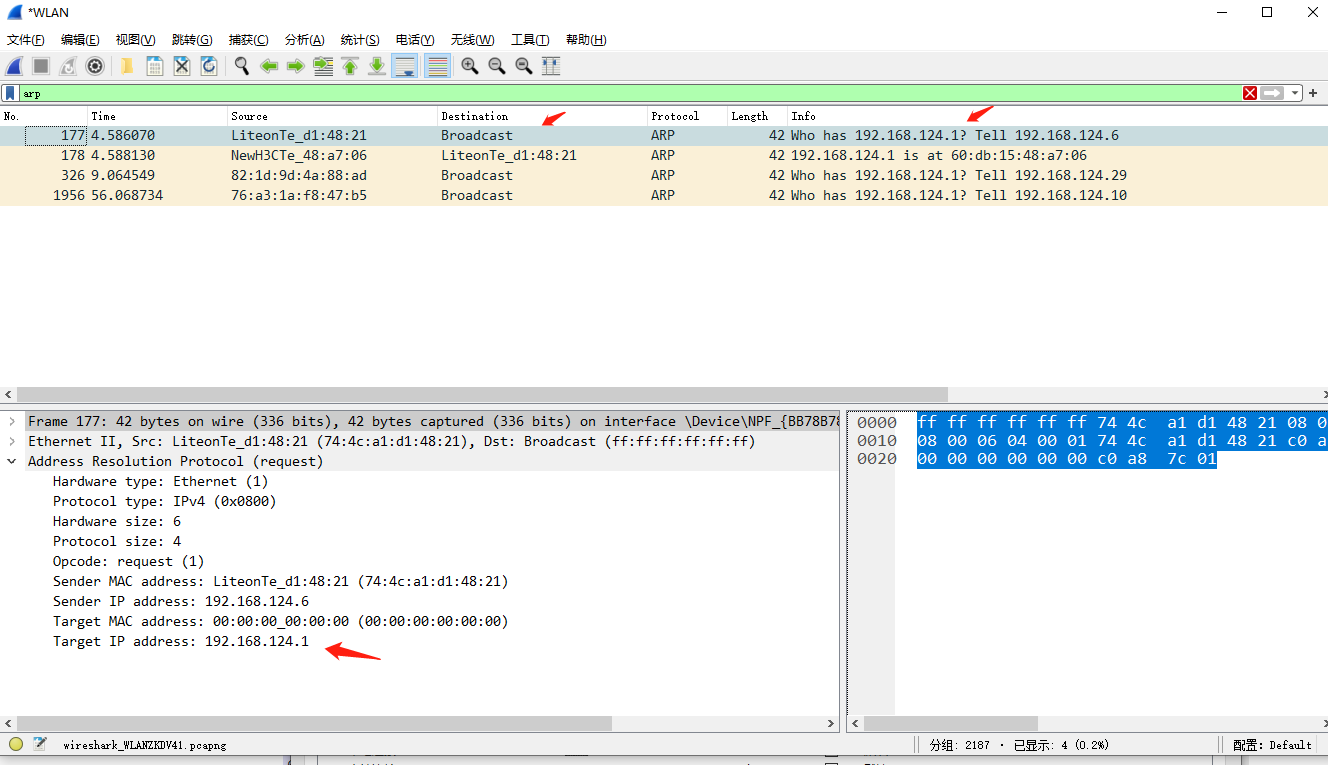 *WLAN
文件(F) 编辑(E) 视图(V) 跳转(G) 捕获(C) 分析(A) 统计(S) 电话(Y) 无线(W) 工具(T) 帮助(H)
arp
No. Time Source Destination Protocol Length Info
177 4.586070 LiteonTe_d1:48:21 Broadcast ARP 42 Who has 192.168.124.1? Tell 192.168.124.6
178 4.588130 NewH3CTe_48:a7:06 LiteonTe_d1:48:21 ARP 42 192.168.124.1 is at 60:db:15:48:a7:06
326 9.064549 82:1d:9d:4a:88:ad Broadcast ARP 42 Who has 192.168.124.1? Tell 192.168.124.29
1956 56.068734 76:a3:1a:f8:47:b5 Broadcast ARP 42 Who has 192.168.124.1? Tell 192.168.124.10
Frame 177: 42 bytes on wire (336 bits), 42 bytes captured (336 bits) on interface \Device\NPF_{BB78B78
Ethernet II, Src: LiteonTe_d1:48:21 (74:4c:a1:d1:48:21), Dst: Broadcast (ff:ff:ff:ff:ff:ff)
Address Resolution Protocol (request)
Hardware type: Ethernet (1)
Protocol type: IPv4 (0x0800)
Hardware size: 6
Protocol size: 4
Opcode: request (1)
Sender MAC address: LiteonTe_d1:48:21 (74:4c:a1:d1:48:21)
Sender IP address: 192.168.124.6
Target MAC address: 00:00:00_00:00:00 (00:00:00:00:00:00)
Target IP address: 192.168.124.1
0000 ff ff ff ff ff ff 74 4c a1 d1 48 21 08 0
0010 08 00 06 04 00 01 74 4c a1 d1 48 21 c0 a
0020 00 00 00 00 00 00 c0 a8 7c 01
wireshark_WLANZKDV41.pcapng
分组: 2187 · 已显示: 4 (0.2%)
配置: Default